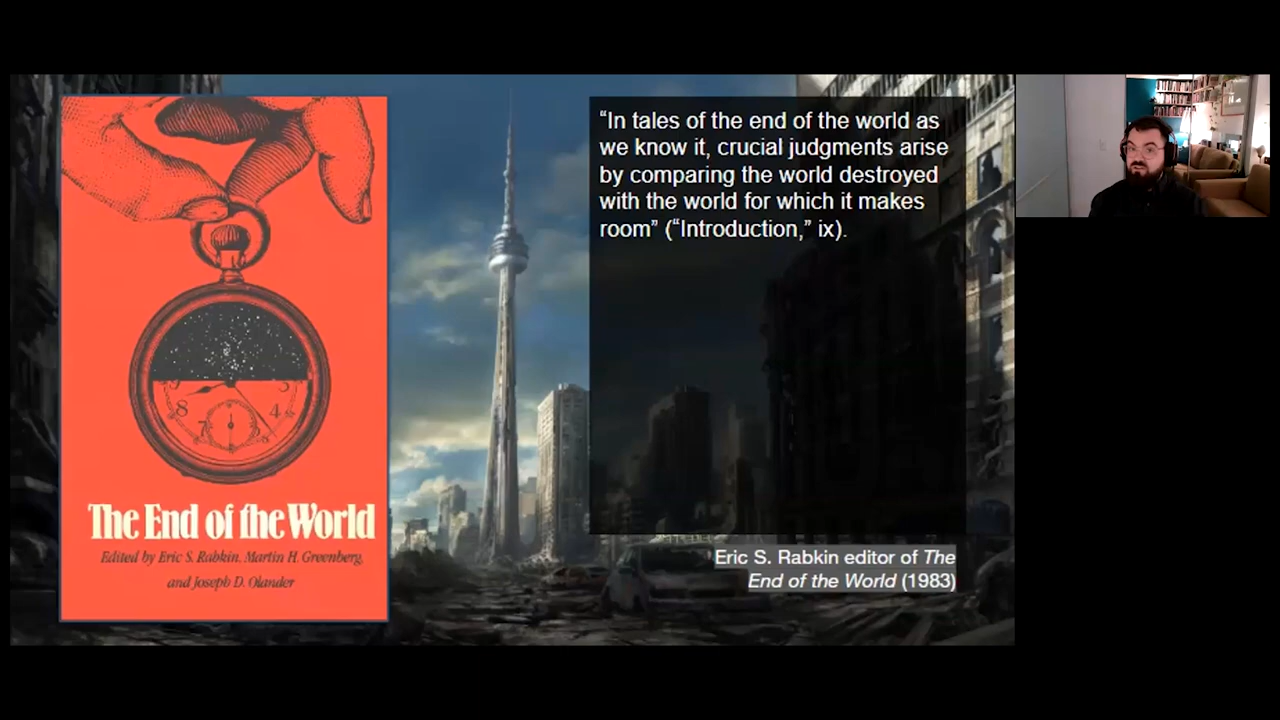 The End of the World
Edited by Eric S. Rabkin, Martin H. Greenberg,
and Joseph D. Olander
“In tales of the end of the world as
we know it, crucial judgments arise
by comparing the world destroyed
with the world for which it makes
room” (“Introduction,” ix).
Eric S. Rabkin editor of The
End of the World (1983)